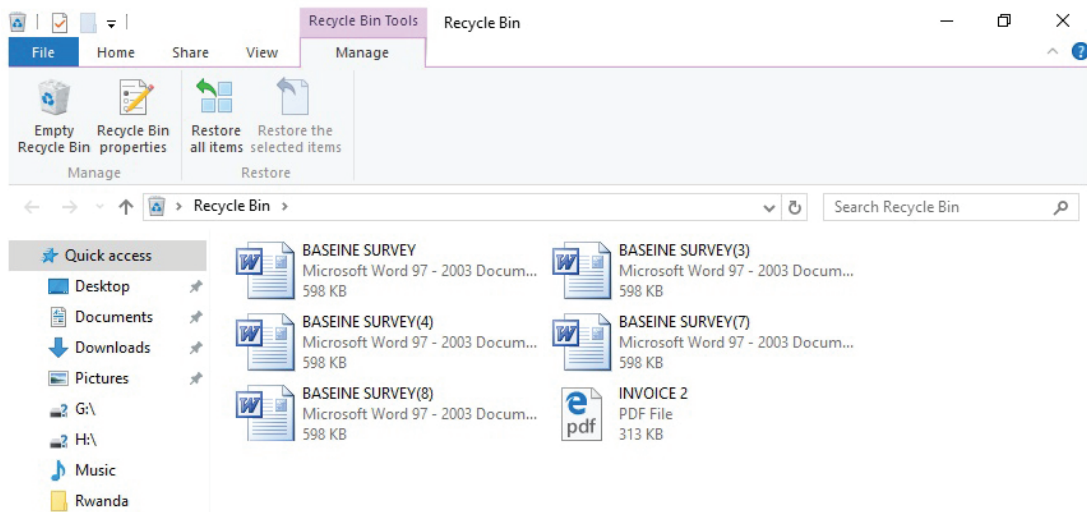 Recycle Bin Tools
Recycle Bin
File
Home
Share
View
Manage
Empty
Recycle Bin
Recycle Bin
properties
Restore
all items
Restore the
selected items
Manage
Restore
Recycle Bin
Search Recycle Bin
Quick access
Desktop
Documents
Downloads
Pictures
G:\
H:\
Music
Rwanda
BASEINE SURVEY
Microsoft Word 97 - 2003 Docum...
598 KB
BASEINE SURVEY(3)
Microsoft Word 97 - 2003 Docum...
598 KB
BASEINE SURVEY(4)
Microsoft Word 97 - 2003 Docum...
598 KB
BASEINE SURVEY(7)
Microsoft Word 97 - 2003 Docum...
598 KB
BASEINE SURVEY(8)
Microsoft Word 97 - 2003 Docum...
598 KB
pdf
INVOICE 2
PDF File
313 KB